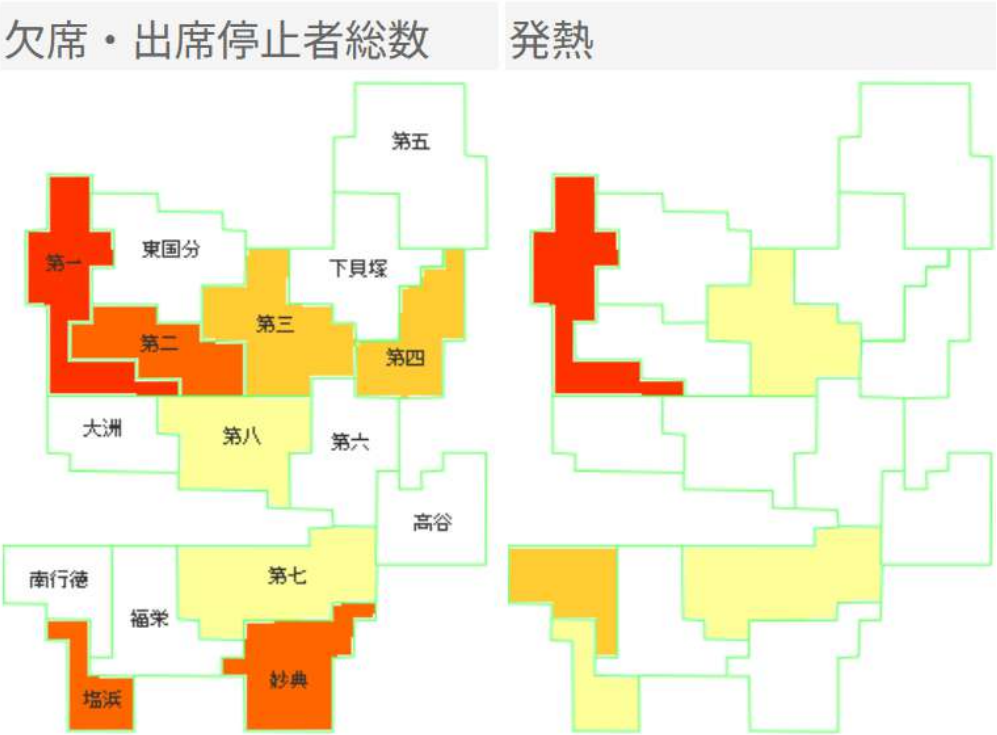 欠席・出席停止者総数
発熱
第五
東国分
第一
下貝塚
第三
第二
第四
大洲
第八
第六
高谷
第七
南行徳
福栄
妙典
塩浜